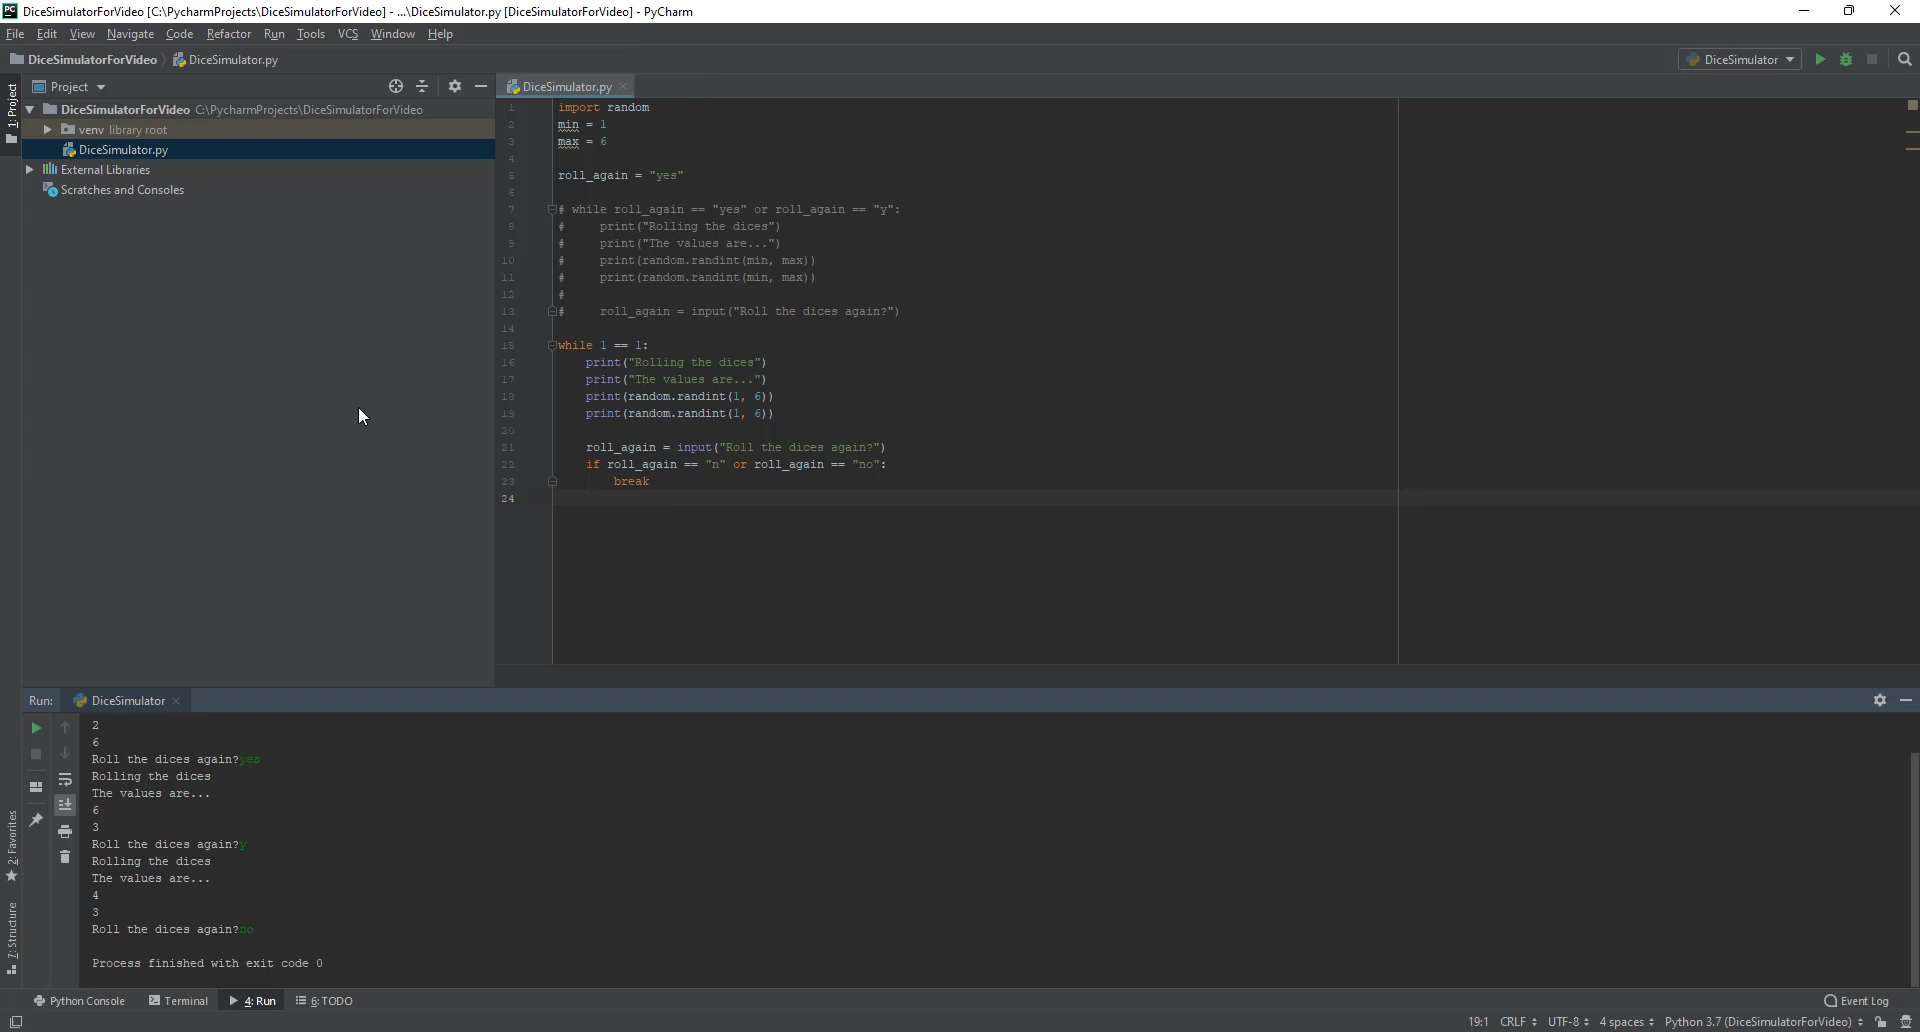 DiceSimulatorForVideo [C:\PycharmProjects\DiceSimulatorForVideo] - ...\DiceSimulator.py [DiceSimulatorForVideo] - PyCharm
File Edit View Navigate Code Refactor Run Tools VCS Window Help
DiceSimulatorForVideo DiceSimulator.py DiceSimulator
Project DiceSimulator.py
1: Project
DiceSimulatorForVideo C:\PycharmProjects\DiceSimulatorForVideo
venv library root
DiceSimulator.py
External Libraries
Scratches and Consoles
1 import random
2 min = 1
3 max = 6
4
5 roll_again = "yes"
6
7 # while roll_again == "yes" or roll_again == "y":
8 #     print("Rolling the dices")
9 #     print("The values are...")
10 #     print(random.randint(min, max))
11 #     print(random.randint(min, max))
12 #
13 #     roll_again = input("Roll the dices again?")
14
15 while 1 == 1:
16     print("Rolling the dices")
17     print("The values are...")
18     print(random.randint(1, 6))
19     print(random.randint(1, 6))
20
21     roll_again = input("Roll the dices again?")
22     if roll_again == "n" or roll_again == "no":
23         break
24
Run: DiceSimulator
2
6
Roll the dices again?yes
Rolling the dices
The values are...
6
3
Roll the dices again?y
Rolling the dices
The values are...
4
3
Roll the dices again?no
Process finished with exit code 0
2: Favorites
7: Structure
Python Console Terminal 4: Run 6: TODO Event Log
19:1 CRLF UTF-8 4 spaces Python 3.7 (DiceSimulatorForVideo)